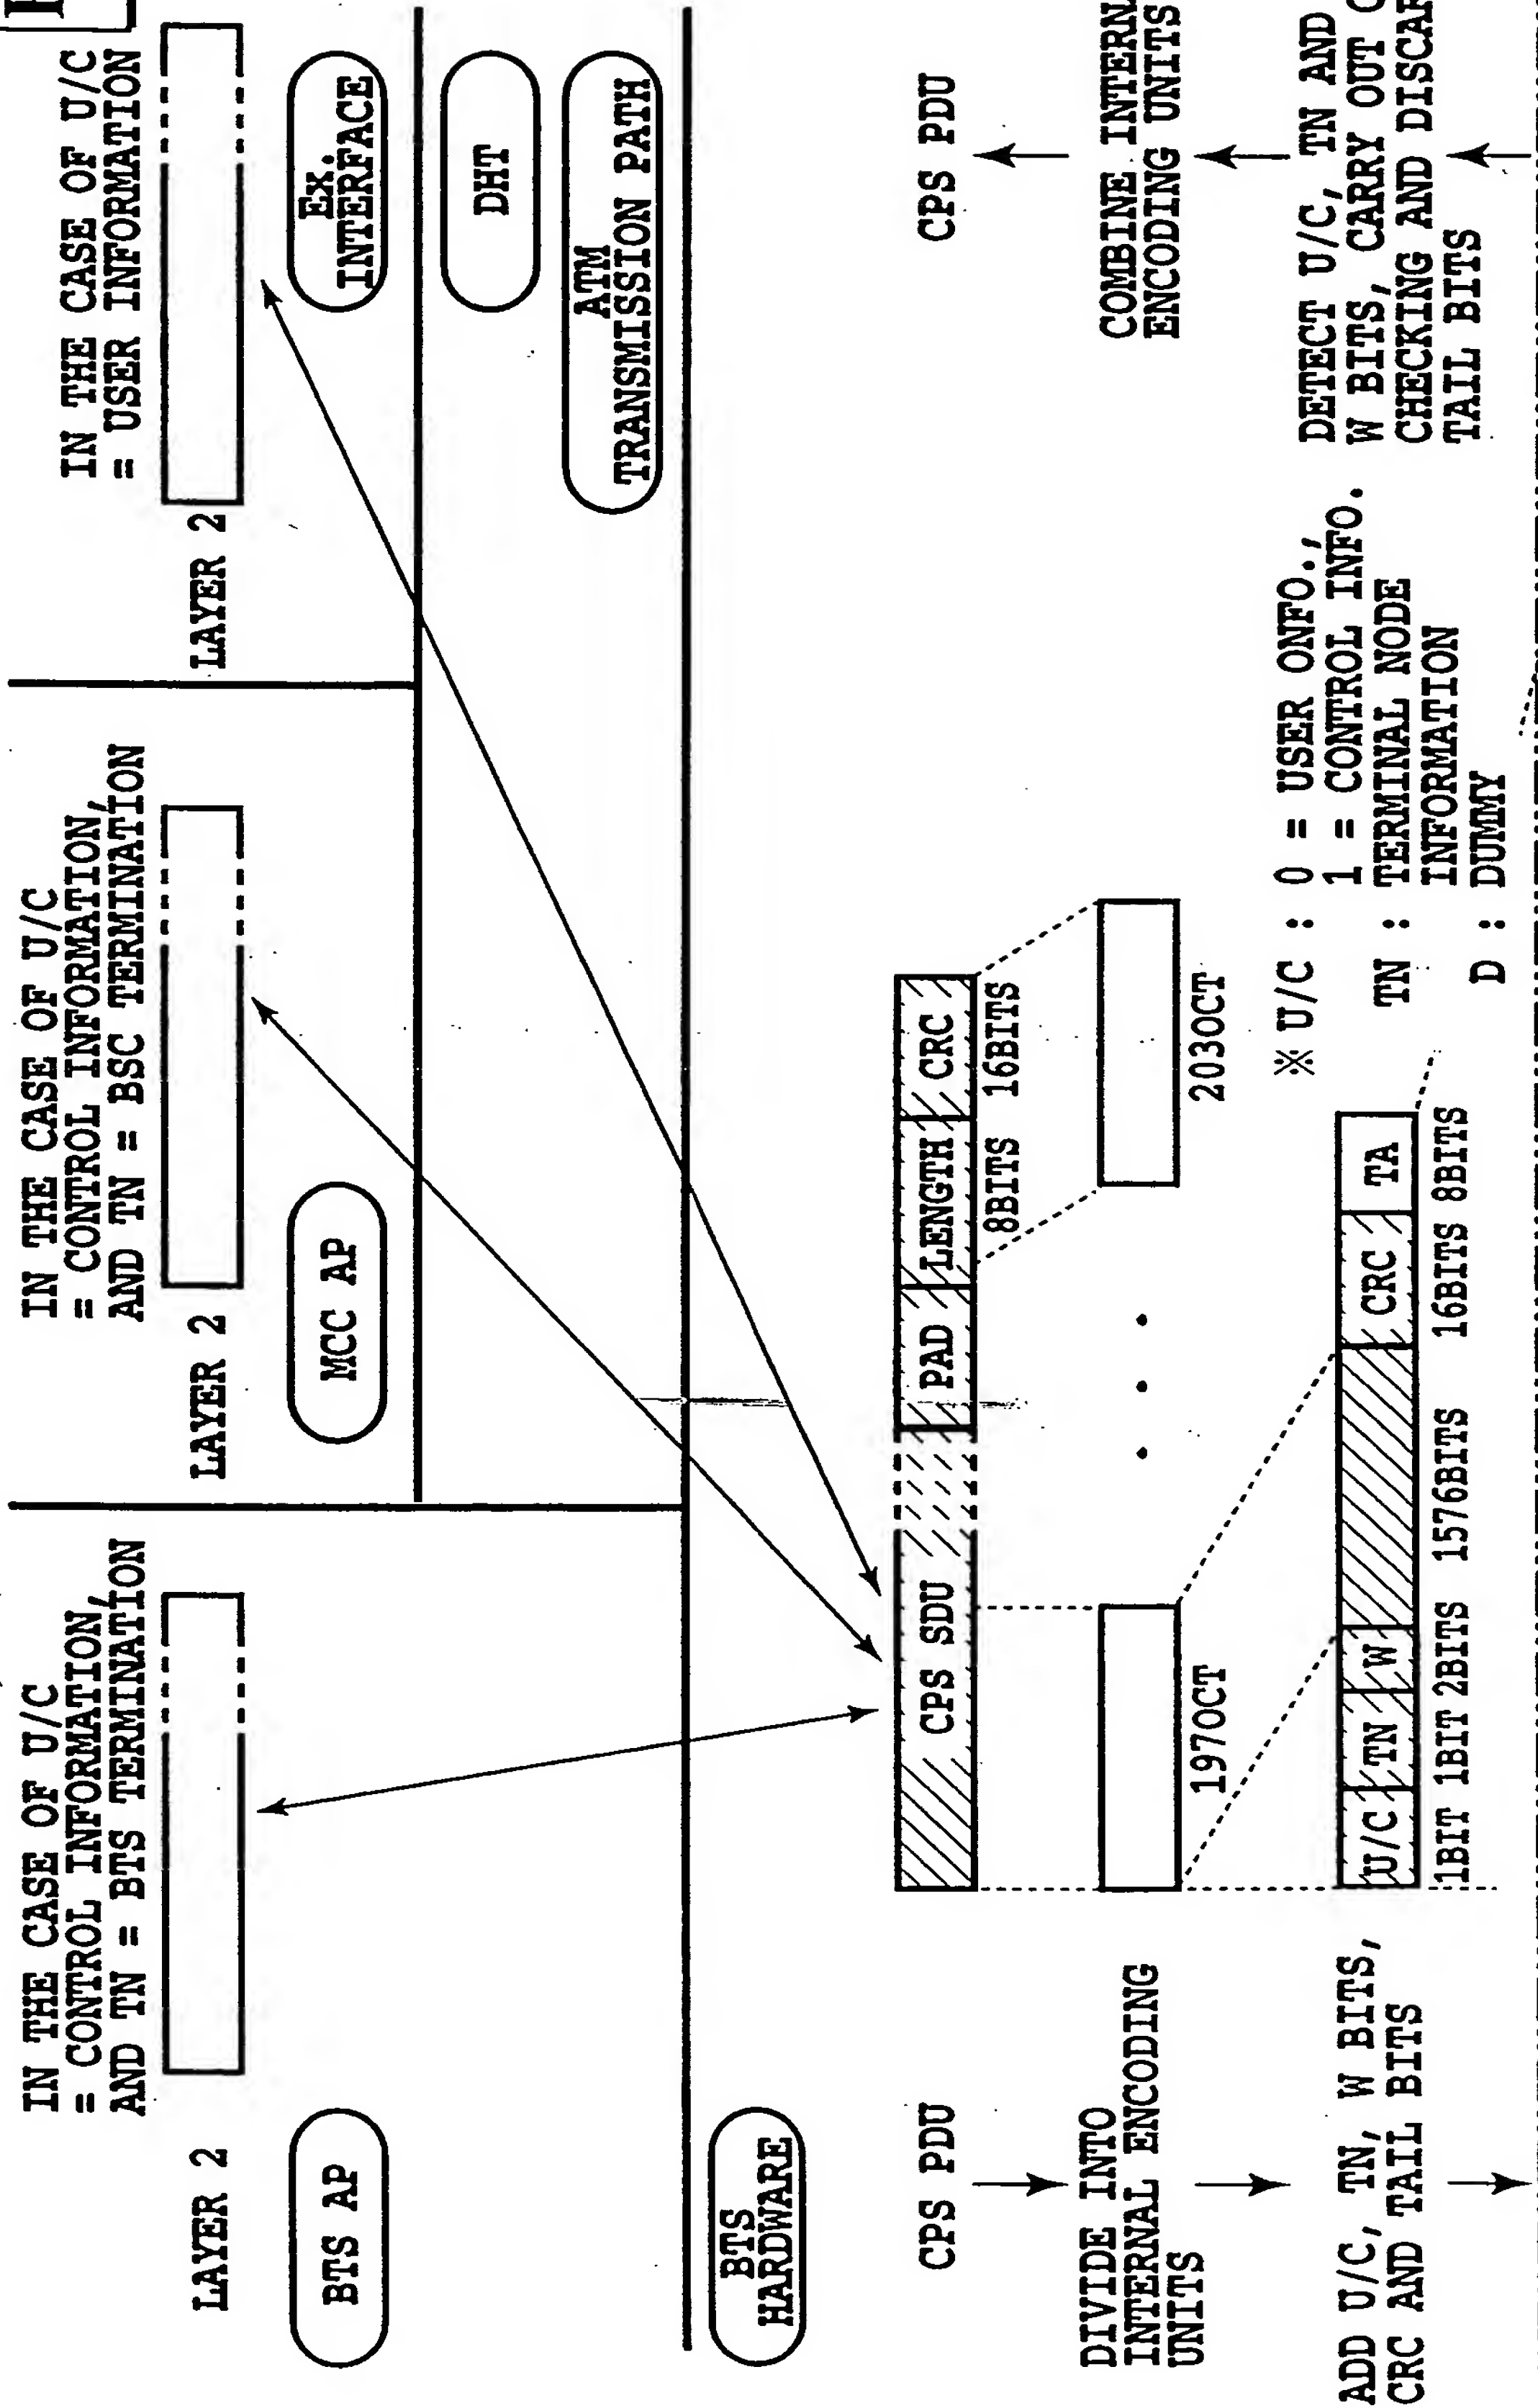 IN THE CASE OF U/C
= CONTROL INFORMATION,
AND TN = BTS TERMINATION
LAYER 2
BTS AP
IN THE CASE OF U/C
= CONTROL INFORMATION,
AND TN = BSC TERMINATION
LAYER 2
MCC AP
IN THE CASE OF U/C
= USER INFORMATION
LAYER 2
Ex.
INTERFACE
DHT
ATM
TRANSMISSION PATH
BTS
HARDWARE
CPS PDU
CPS SDU
PAD
LENGTH
CRC
8BITS
16BITS
CPS PDU
DIVIDE INTO
INTERNAL ENCODING
UNITS
197OCT
203OCT
COMBINE INTERN
ENCODING UNITS
※ U/C : 0 = USER ONFO.,
1 = CONTROL INFO.
TN : TERMINAL NODE
INFORMATION
D : DUMMY
DETECT U/C, TN AND
W BITS, CARRY OUT
CHECKING AND DISCA
TAIL BITS
ADD U/C, TN, W BITS,
CRC AND TAIL BITS
U/C
TN
W
CRC
TA
1BIT
1BIT
2BITS
1576BITS
16BITS
8BITS